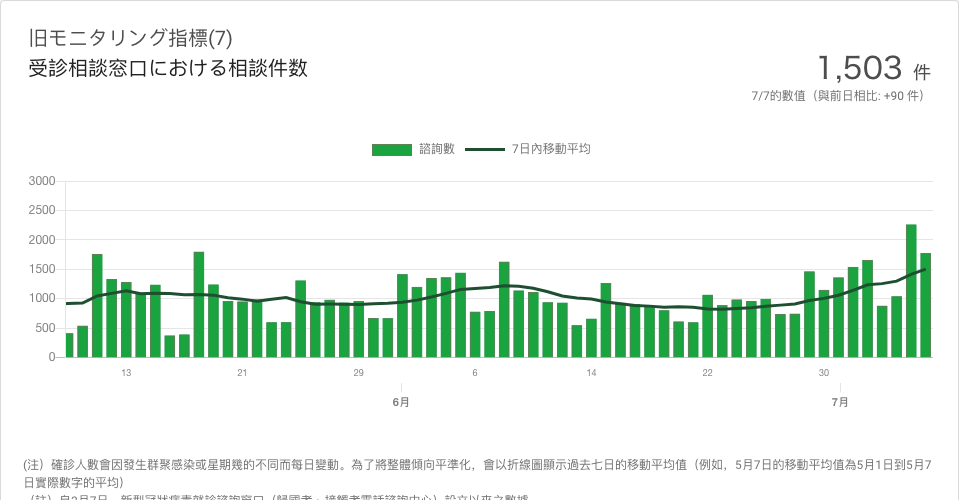 旧モニタリング指標(7)
受診相談窓口における相談件数
1,503 件
7/7的數值（與前日相比: +90 件）
諮詢數 7日內移動平均
3000
2500
2000
1500
1000
500
0
13 21 29 6 14 22 30
6月 7月
(注）確診人數會因發生群聚感染或星期幾的不同而每日變動。為了將整體傾向平準化，會以折線圖顯示過去七日的移動平均值（例如，5月7日的移動平均值為5月1日到5月7
日實際數字的平均）
（註）自2月7日，新型冠狀病毒就診諮詢窗口（歸國者・接觸者電話諮詢中心）設立以來之數據